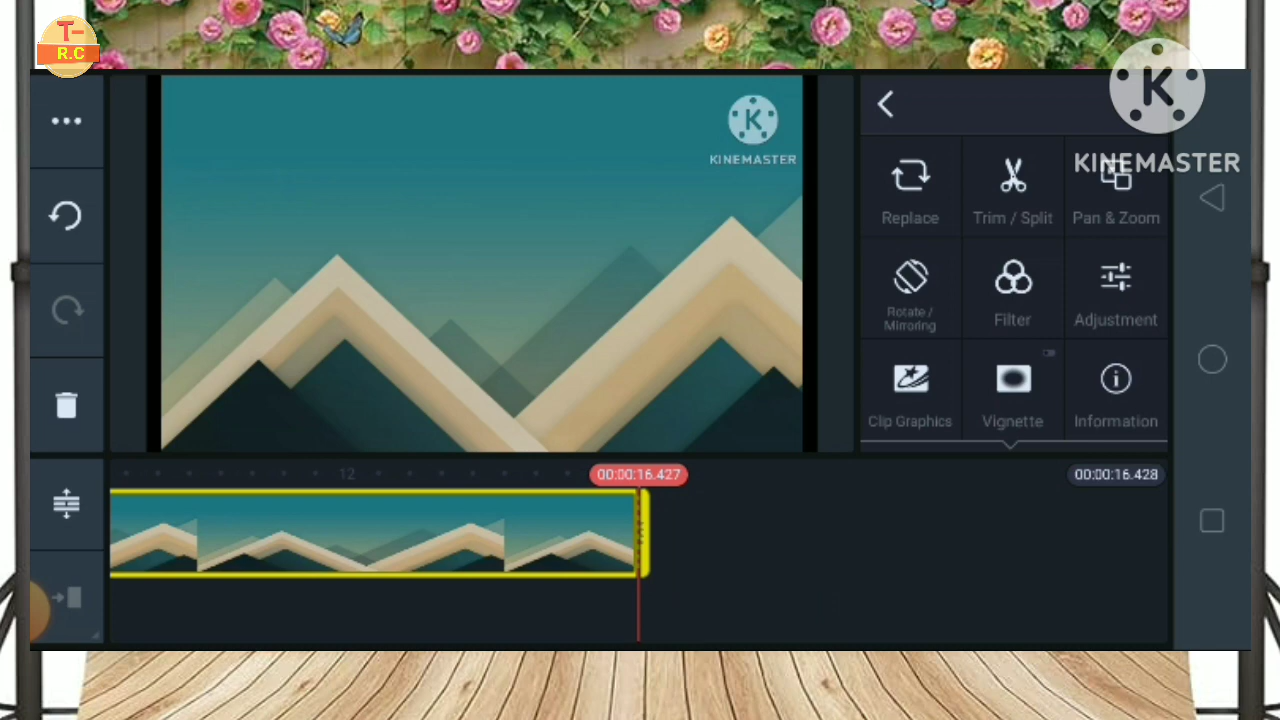 T-
R.C
K
KINEMASTER
K
KINEMASTER
Replace
Trim / Split
Pan & Zoom
Rotate /
Mirroring
Filter
Adjustment
Clip Graphics
Vignette
Information
12
00:00:16.427
00:00:16.428